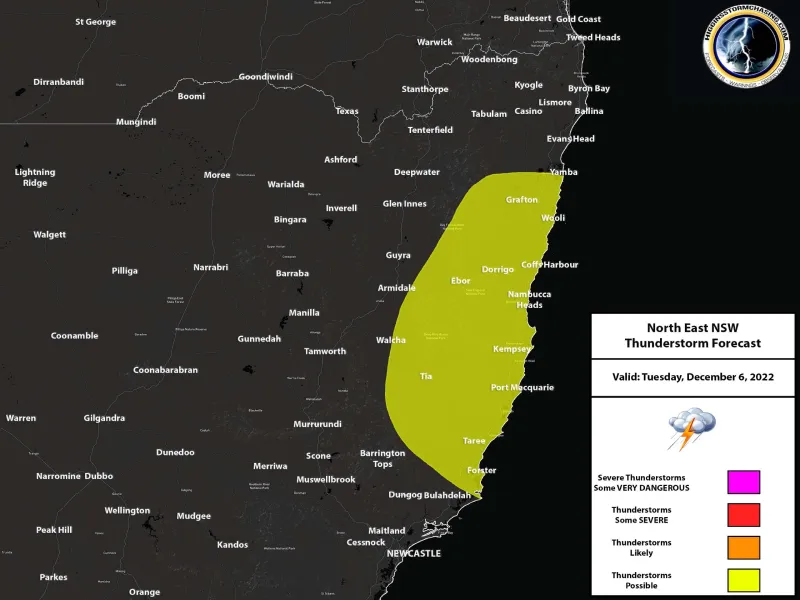 St George
Beaudesert
Gold Coast
Tweed Heads
Warwick
Woodenbong
Dirranbandi
Goondiwindi
Boomi
Stanthorpe
Kyogle
Byron Bay
Lismore
Texas
Tabulam
Casino
Ballina
Mungindi
Tenterfield
Evans Head
Ashford
Lightning
Ridge
Moree
Deepwater
Yamba
Warialda
Glen Innes
Grafton
Inverell
Bingara
Wooli
Walgett
Guyra
Pilliga
Narrabri
Barraba
Dorrigo
Coffs Harbour
Ebor
Armidale
Nambucca
Heads
Manilla
Coonamble
Gunnedah
Walcha
Tamworth
Kempsey
Coonabarabran
Tia
Port Macquarie
Warren
Gilgandra
Murrurundi
Taree
Dunedoo
Scone
Barrington
Tops
Merriwa
Forster
Narromine
Dubbo
Muswellbrook
Dungog
Bulahdelah
Wellington
Mudgee
Peak Hill
Maitland
Cessnock
Kandos
NEWCASTLE
Parkes
Orange
HIGGINSSTORMCHASING.COM
North East NSW
Thunderstorm Forecast
Valid: Tuesday, December 6, 2022
Severe Thunderstorms
Some VERY DANGEROUS
Thunderstorms
Some SEVERE
Thunderstorms
Likely
Thunderstorms
Possible